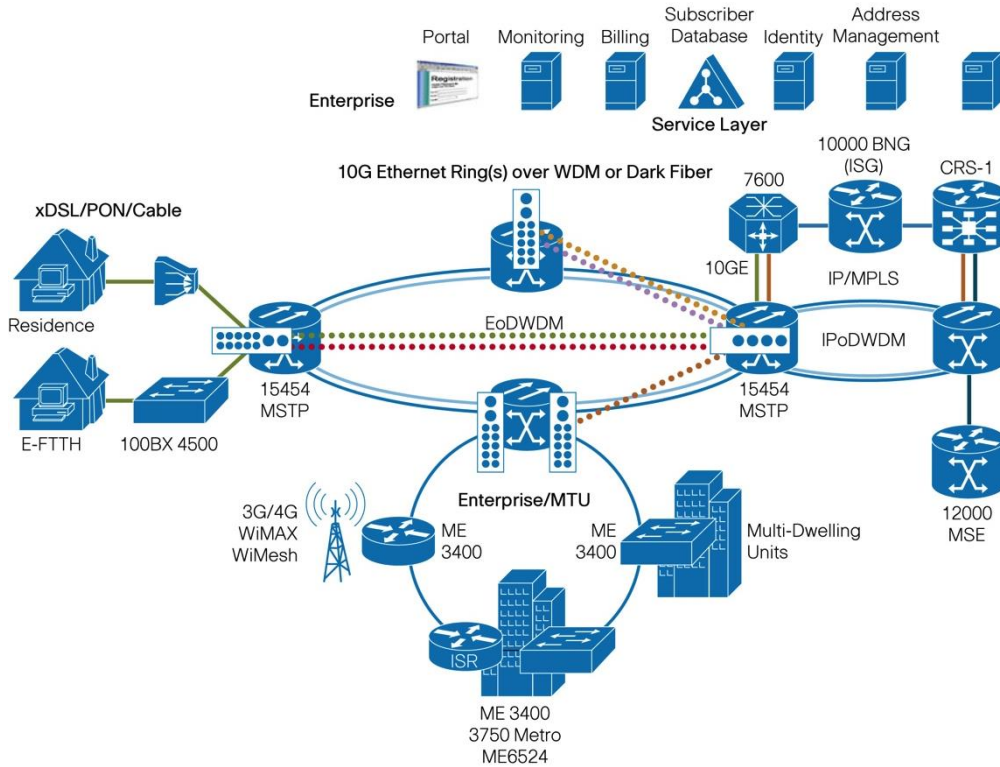 Portal
Monitoring
Billing
Subscriber
Database
Identity
Address
Management
Registration
Enterprise
Service Layer
10G Ethernet Ring(s) over WDM or Dark Fiber
7600
10000 BNG
(ISG)
CRS-1
xDSL/PON/Cable
10GE
IP/MPLS
Residence
EoDWDM
IPoDWDM
15454
MSTP
15454
MSTP
E-FTTH
100BX 4500
Enterprise/MTU
3G/4G
WiMAX
WiMesh
ME
3400
ME
3400
Multi-Dwelling
Units
12000
MSE
ISR
ME 3400
3750 Metro
ME6524